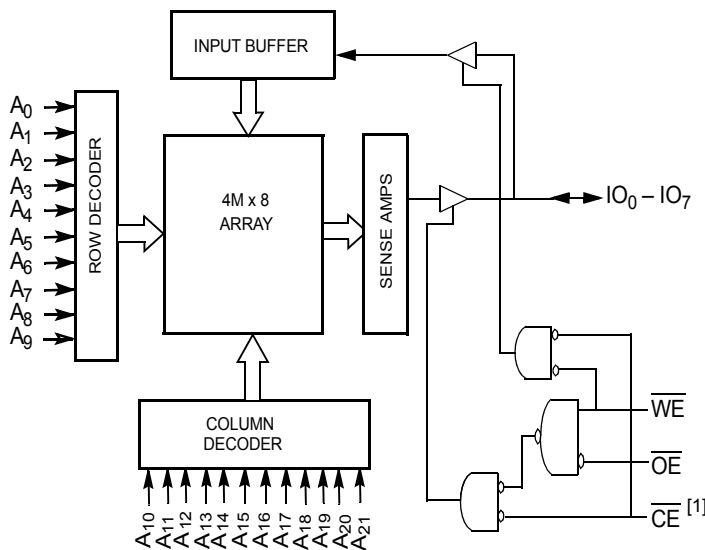 INPUT BUFFER
A0
A1
A2
A3
A4
A5
A6
A7
A8
A9
ROW DECODER
4M x 8
ARRAY
SENSE AMPS
IO0 – IO7
COLUMN
DECODER
A10
A11
A12
A13
A14
A15
A16
A17
A18
A19
A20
A21
WE
OE
CE [1]